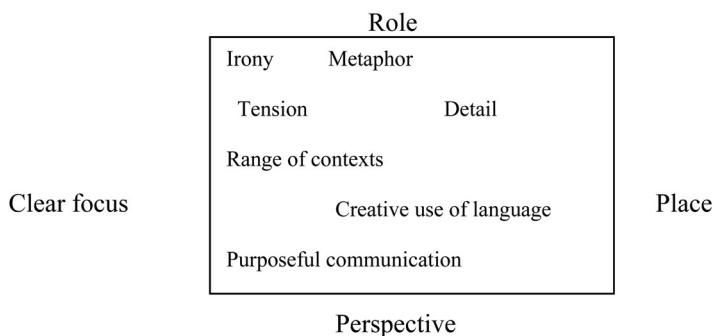 Role
Irony Metaphor
Tension Detail
Range of contexts
Clear focus
Creative use of language
Place
Purposeful communication
Perspective